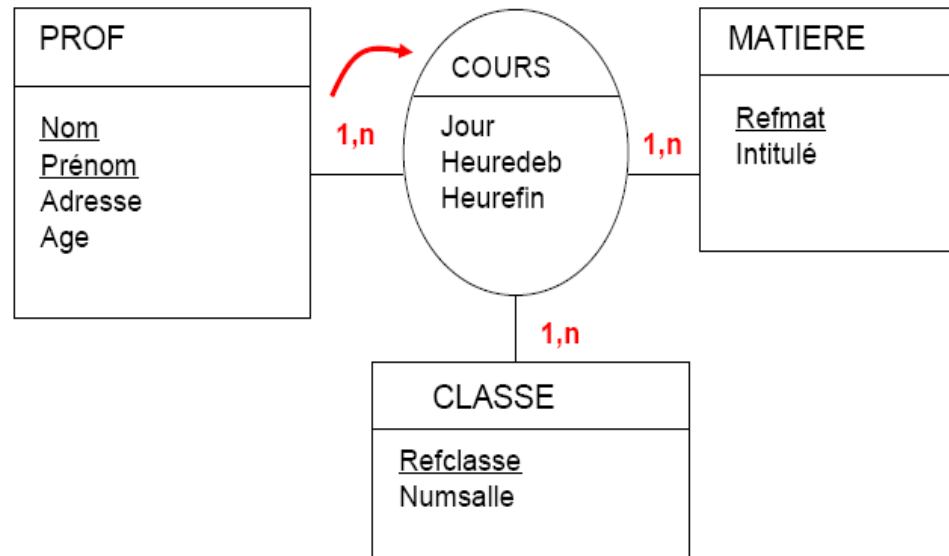 PROF
Nom
Prénom
Adresse
Age
1,n
COURS
Jour
Heuredeb
Heurefin
1,n
MATIERE
Refmat
Intitulé
1,n
CLASSE
Refclasse
Numsalle